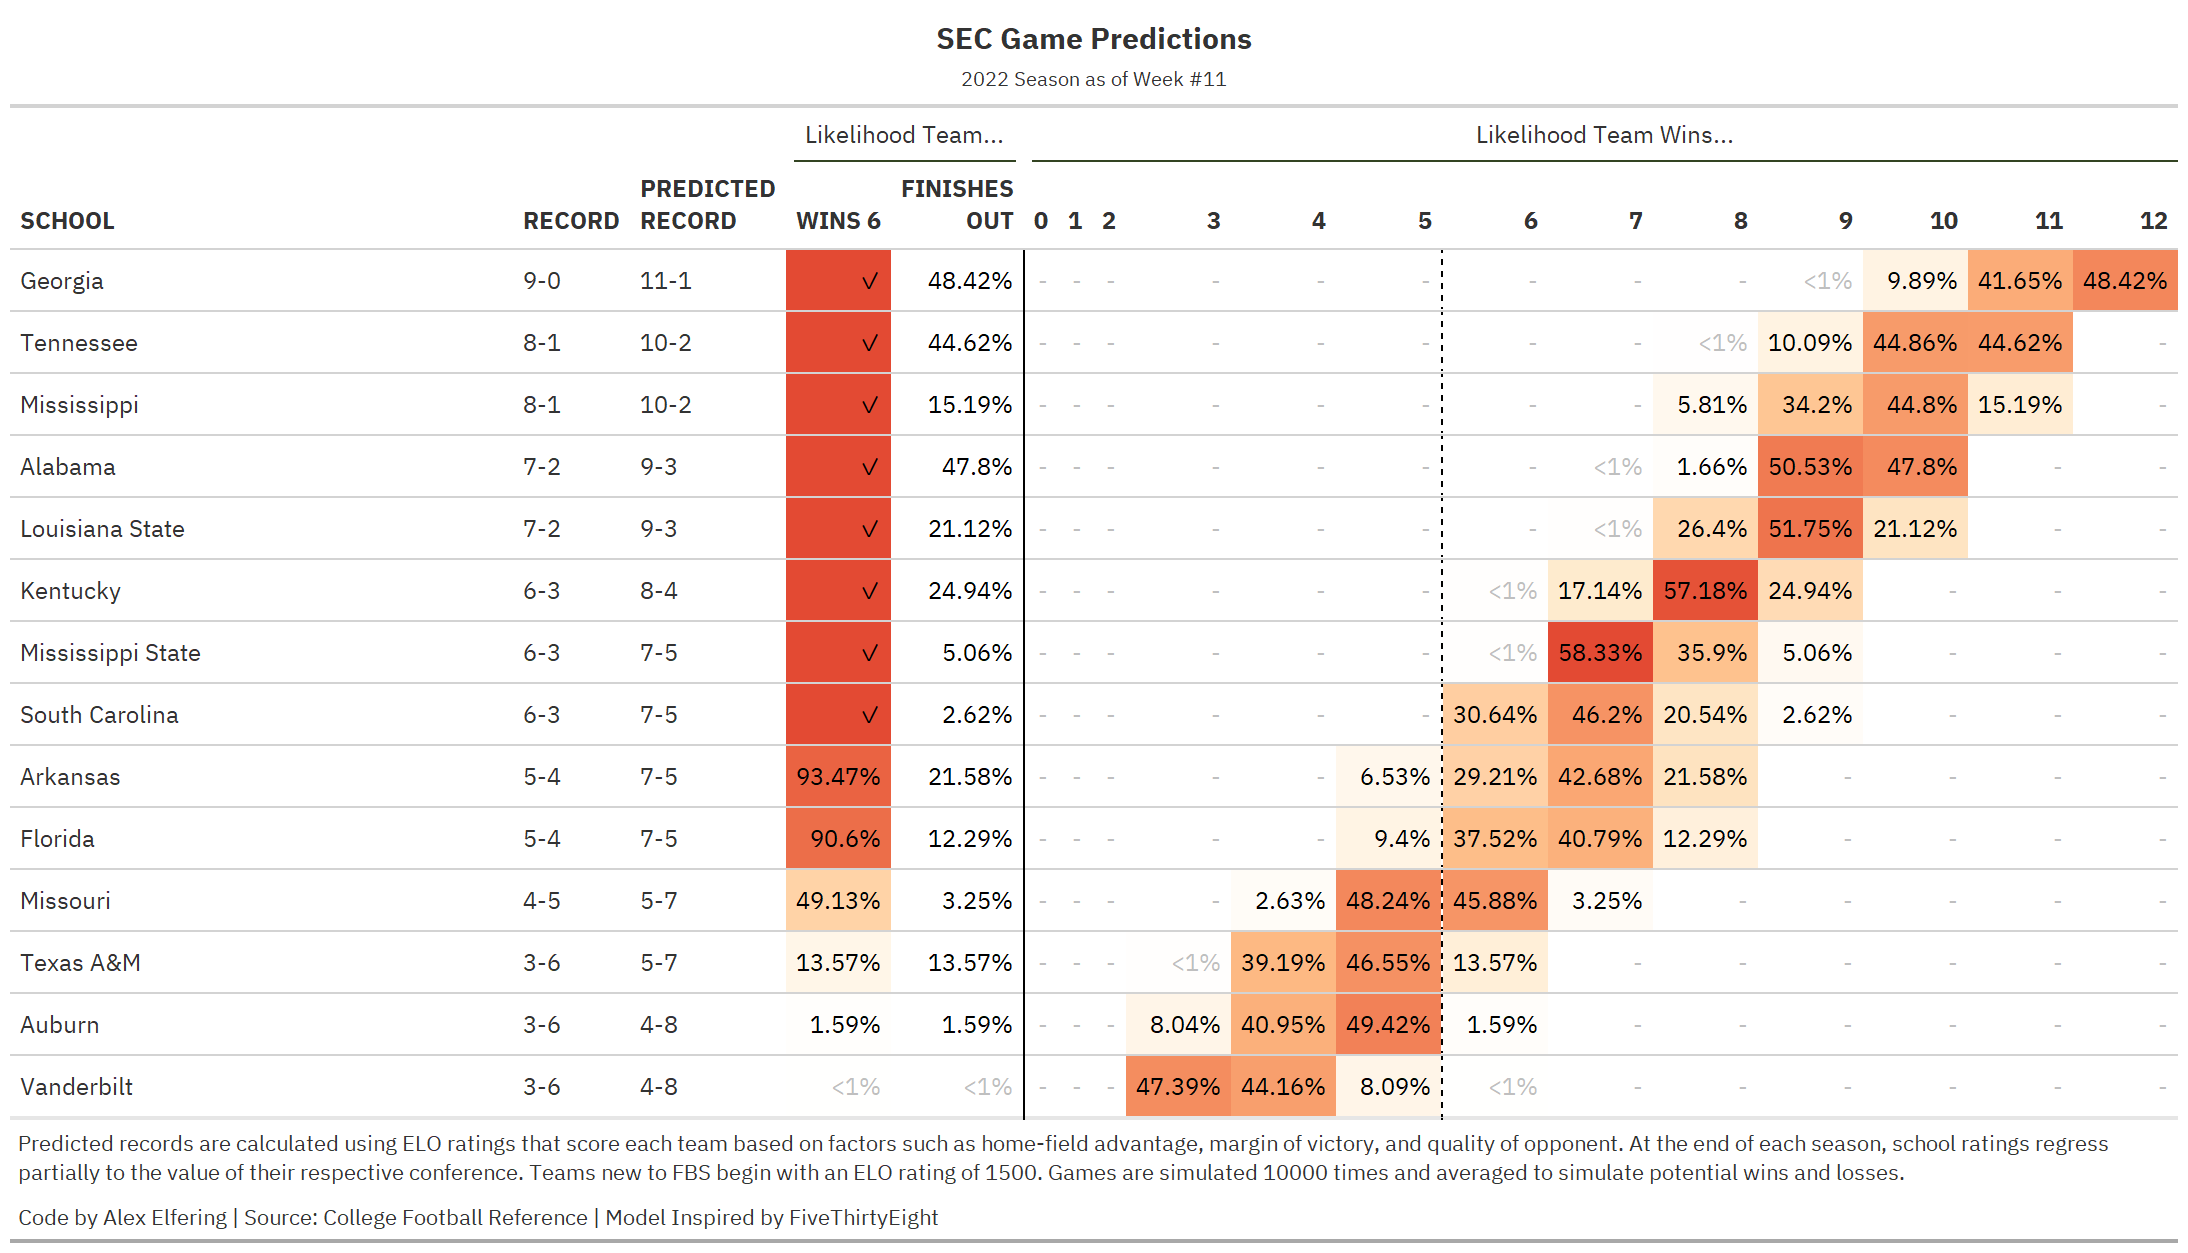 SEC Game Predictions
2022 Season as of Week #11
Likelihood Team... Likelihood Team Wins...
SCHOOL RECORD PREDICTED RECORD WINS 6 FINISHES OUT 0 1 2 3 4 5 6 7 8 9 10 11 12
Georgia 9-0 11-1 ✓ 48.42% - - - - - - - - - <1% 9.89% 41.65% 48.42%
Tennessee 8-1 10-2 ✓ 44.62% - - - - - - - - <1% 10.09% 44.86% 44.62% -
Mississippi 8-1 10-2 ✓ 15.19% - - - - - - - - 5.81% 34.2% 44.8% 15.19% -
Alabama 7-2 9-3 ✓ 47.8% - - - - - - - <1% 1.66% 50.53% 47.8% - -
Louisiana State 7-2 9-3 ✓ 21.12% - - - - - - - <1% 26.4% 51.75% 21.12% - -
Kentucky 6-3 8-4 ✓ 24.94% - - - - - - <1% 17.14% 57.18% 24.94% - - -
Mississippi State 6-3 7-5 ✓ 5.06% - - - - - - <1% 58.33% 35.9% 5.06% - - -
South Carolina 6-3 7-5 ✓ 2.62% - - - - - - 30.64% 46.2% 20.54% 2.62% - - -
Arkansas 5-4 7-5 93.47% 21.58% - - - - - 6.53% 29.21% 42.68% 21.58% - - - -
Florida 5-4 7-5 90.6% 12.29% - - - - - 9.4% 37.52% 40.79% 12.29% - - - -
Missouri 4-5 5-7 49.13% 3.25% - - - - 2.63% 48.24% 45.88% 3.25% - - - - -
Texas A&M 3-6 5-7 13.57% 13.57% - - - <1% 39.19% 46.55% 13.57% - - - - - -
Auburn 3-6 4-8 1.59% 1.59% - - - 8.04% 40.95% 49.42% 1.59% - - - - - -
Vanderbilt 3-6 4-8 <1% <1% - - - 47.39% 44.16% 8.09% <1% - - - - - -
Predicted records are calculated using ELO ratings that score each team based on factors such as home-field advantage, margin of victory, and quality of opponent. At the end of each season, school ratings regress
partially to the value of their respective conference. Teams new to FBS begin with an ELO rating of 1500. Games are simulated 10000 times and averaged to simulate potential wins and losses.
Code by Alex Elfering | Source: College Football Reference | Model Inspired by FiveThirtyEight